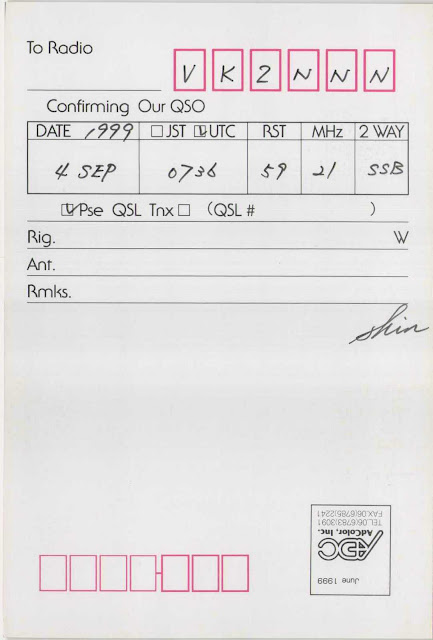 To Radio
VK2NNN
Confirming Our QSO
DATE ,1999 □JST ☑UTC RST MHz 2 WAY
4 SEP 0736 59 21 SSB
☑Pse QSL Tnx□ (QSL # )
Rig. W
Ant.
Rmks.
Shin
June 1999
ADC
AdColor, Inc.
TEL.06(6783)3091
FAX.06(6785)2241